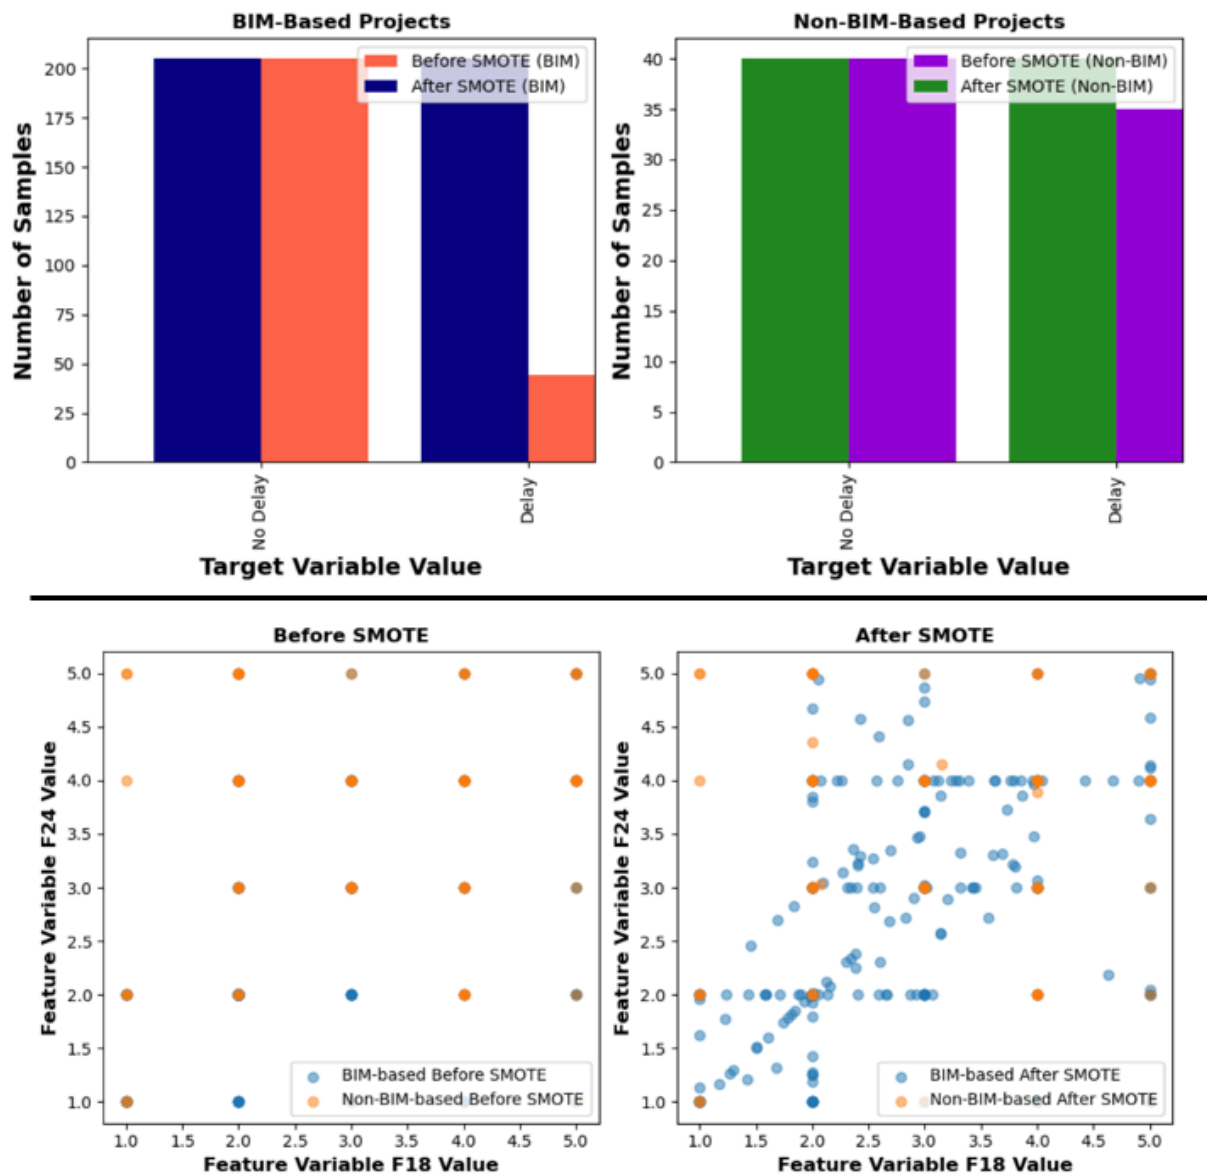 BIM-Based Projects
Before SMOTE (BIM)
After SMOTE (BIM)
Number of Samples
200
175
150
125
100
75
50
25
0
No Delay
Delay
Target Variable Value
Non-BIM-Based Projects
Before SMOTE (Non-BIM)
After SMOTE (Non-BIM)
Number of Samples
40
35
30
25
20
15
10
5
0
No Delay
Delay
Target Variable Value
Before SMOTE
Feature Variable F24 Value
5.0
4.5
4.0
3.5
3.0
2.5
2.0
1.5
1.0
BIM-based Before SMOTE
Non-BIM-based Before SMOTE
1.0 1.5 2.0 2.5 3.0 3.5 4.0 4.5 5.0
Feature Variable F18 Value
After SMOTE
Feature Variable F24 Value
5.0
4.5
4.0
3.5
3.0
2.5
2.0
1.5
1.0
BIM-based After SMOTE
Non-BIM-based After SMOTE
1.0 1.5 2.0 2.5 3.0 3.5 4.0 4.5 5.0
Feature Variable F18 Value